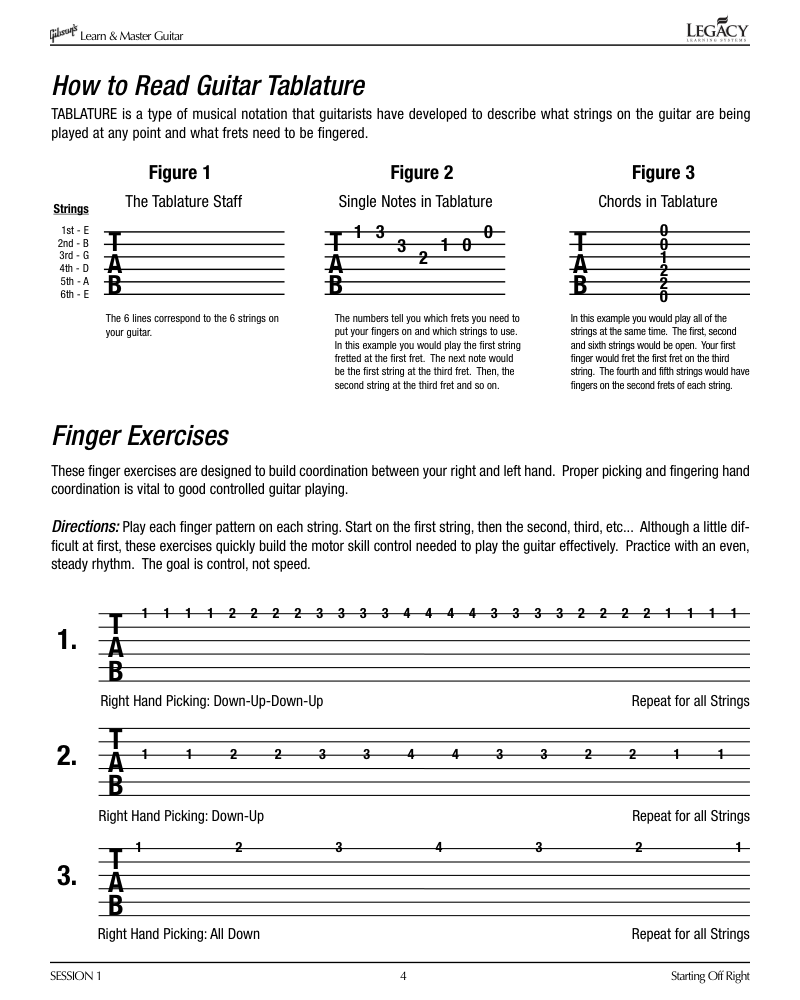 Gibson's Learn & Master Guitar
LEGACY
LEARNING SYSTEMS
How to Read Guitar Tablature
TABLATURE is a type of musical notation that guitarists have developed to describe what strings on the guitar are being
played at any point and what frets need to be fingered.
Figure 1
The Tablature Staff
Strings
1st - E
2nd - B
3rd - G
4th - D
5th - A
6th - E
T
A
B
The 6 lines correspond to the 6 strings on
your guitar.
Figure 2
Single Notes in Tablature
T
A
B
1 3 3 2 1 0 0
The numbers tell you which frets you need to
put your fingers on and which strings to use.
In this example you would play the first string
fretted at the first fret. The next note would
be the first string at the third fret. Then, the
second string at the third fret and so on.
Figure 3
Chords in Tablature
T
A
B
0
0
1
2
2
0
In this example you would play all of the
strings at the same time. The first, second
and sixth strings would be open. Your first
finger would fret the first fret on the third
string. The fourth and fifth strings would have
fingers on the second frets of each string.
Finger Exercises
These finger exercises are designed to build coordination between your right and left hand. Proper picking and fingering hand
coordination is vital to good controlled guitar playing.
Directions: Play each finger pattern on each string. Start on the first string, then the second, third, etc... Although a little dif-
ficult at first, these exercises quickly build the motor skill control needed to play the guitar effectively. Practice with an even,
steady rhythm. The goal is control, not speed.
1.
T
A
B
1 1 1 1 2 2 2 2 3 3 3 3 4 4 4 4 3 3 3 3 2 2 2 2 1 1 1 1
Right Hand Picking: Down-Up-Down-Up Repeat for all Strings
2.
T
A
B
1 1 2 2 3 3 4 4 3 3 2 2 1 1
Right Hand Picking: Down-Up Repeat for all Strings
3.
T
A
B
1 2 3 4 3 2 1
Right Hand Picking: All Down Repeat for all Strings
SESSION 1 4 Starting Off Right